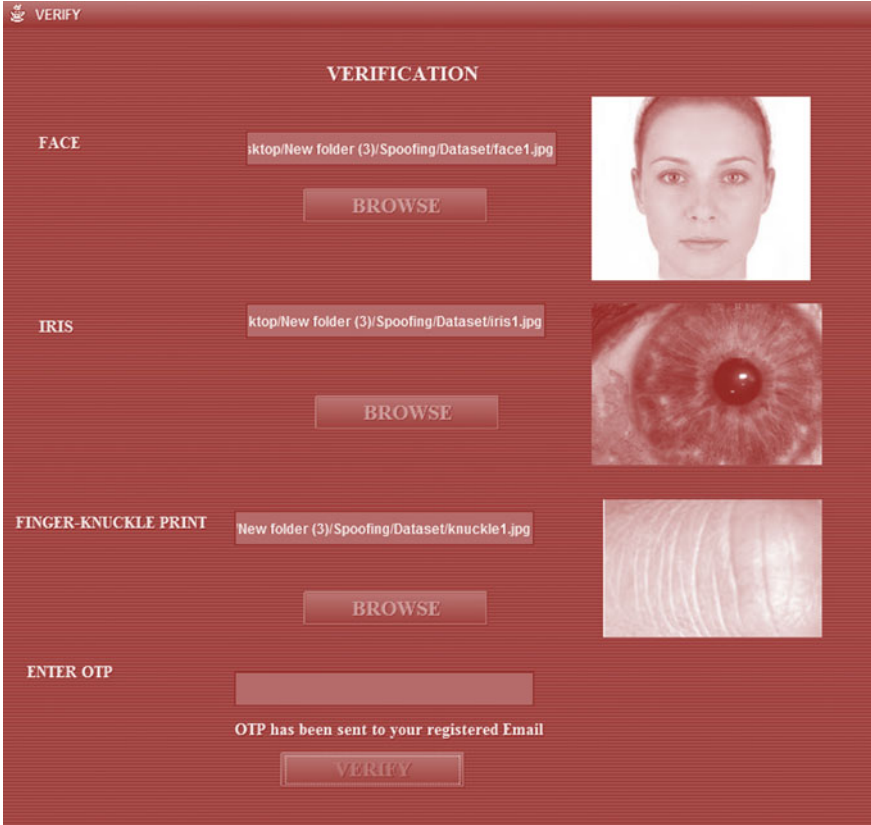 VERIFY
VERIFICATION
FACE
sktop/New folder (3)/Spoofing/Dataset/face1.jpg
BROWSE
IRIS
ktop/New folder (3)/Spoofing/Dataset/iris1.jpg
BROWSE
FINGER-KNUCKLE PRINT
'New folder (3)/Spoofing/Dataset/knuckle1.jpg
BROWSE
ENTER OTP
OTP has been sent to your registered Email
VERIFY